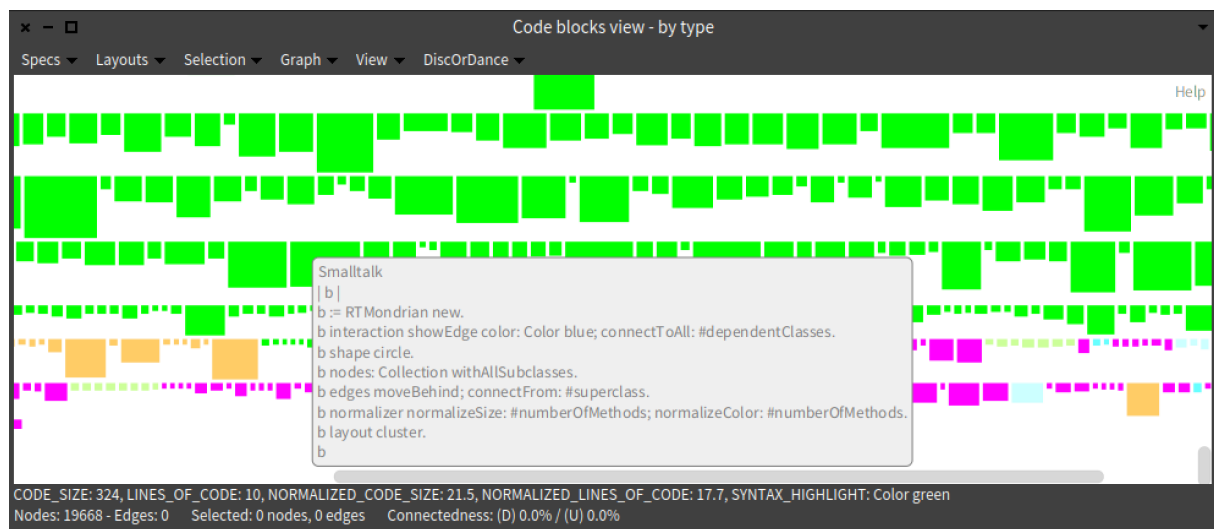 Code blocks view - by type
Specs Layouts Selection Graph View DiscOrDance
Help
Smalltalk
| b |
b := RTMondrian new.
b interaction showEdge color: Color blue; connectToAll: #dependentClasses.
b shape circle.
b nodes: Collection withAllSubclasses.
b edges moveBehind; connectFrom: #superclass.
b normalizer normalizeSize: #numberOfMethods; normalizeColor: #numberOfMethods.
b layout cluster.
b
CODE_SIZE: 324, LINES_OF_CODE: 10, NORMALIZED_CODE_SIZE: 21.5, NORMALIZED_LINES_OF_CODE: 17.7, SYNTAX_HIGHLIGHT: Color green
Nodes: 19668 - Edges: 0 Selected: 0 nodes, 0 edges Connectedness: (D) 0.0% / (U) 0.0%